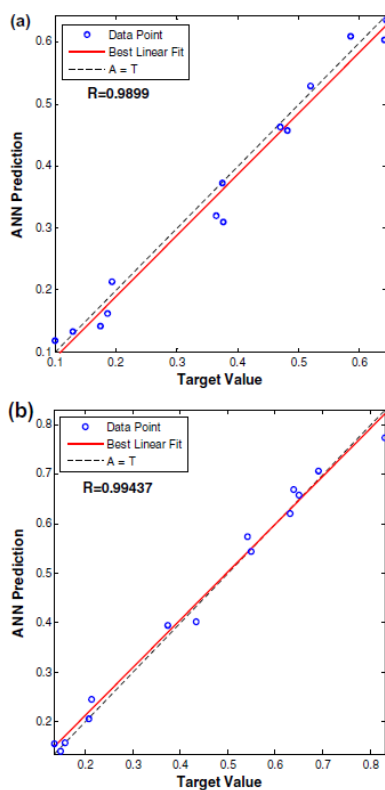 (a)
0.6
0.5
0.4
0.3
0.2
0.1
ANN Prediction
Data Point
Best Linear Fit
A = T
R=0.9899
0.1 0.2 0.3 0.4 0.5 0.6
Target Value
(b)
0.8
0.7
0.6
0.5
0.4
0.3
0.2
ANN Prediction
Data Point
Best Linear Fit
A = T
R=0.99437
0.2 0.3 0.4 0.5 0.6 0.7 0.8
Target Value